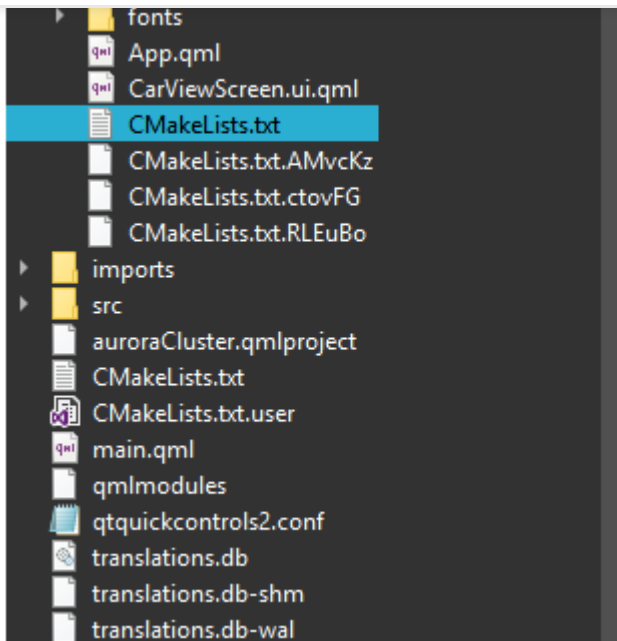 fonts
App.qml
CarViewScreen.ui.qml
CMakeLists.txt
CMakeLists.txt.AMvcKz
CMakeLists.txt.ctovFG
CMakeLists.txt.RLEuBo
imports
src
auroraCluster.qmlproject
CMakeLists.txt
CMakeLists.txt.user
main.qml
qmlmodules
qtquickcontrols2.conf
translations.db
translations.db-shm
translations.db-wal